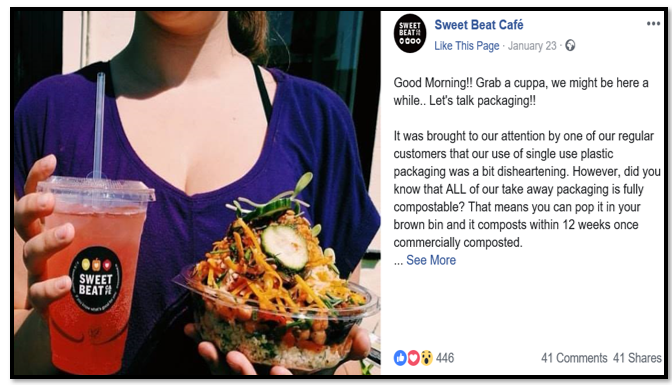 SWEET
BEAT
CAFÉ
SWEET
BEAT
Sweet Beat Café
Like This Page · January 23 ·
Good Morning!! Grab a cuppa, we might be here a
while.. Let's talk packaging!!
It was brought to our attention by one of our regular
customers that our use of single use plastic
packaging was a bit disheartening. However, did you
know that ALL of our take away packaging is fully
compostable? That means you can pop it in your
brown bin and it composts within 12 weeks once
commercially composted.
... See More
446
41 Comments 41 Shares